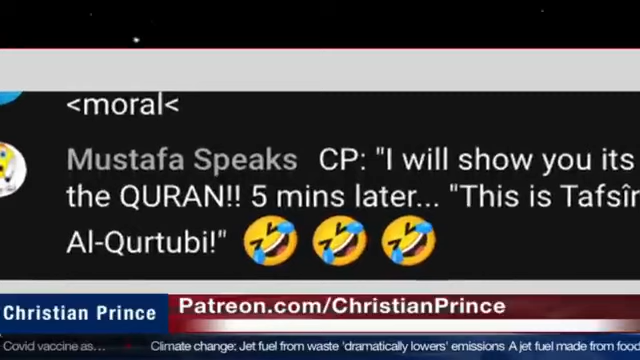 <moral<
Mustafa Speaks CP: "I will show you its
the QURAN!! 5 mins later... "This is Tafsîr
Al-Qurtubi!" 🤣 🤣 🤣
Christian Prince
Patreon.com/ChristianPrince
Covid vaccine as...
Climate change: Jet fuel from waste 'dramatically lowers' emissions A jet fuel made from food